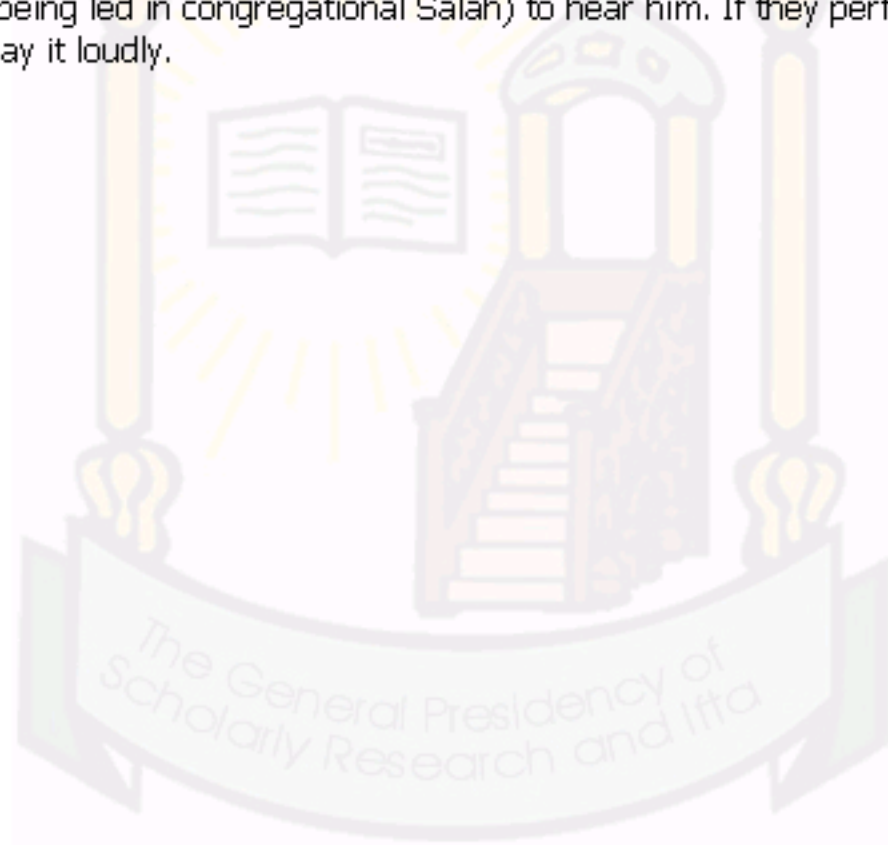 being led in congregational Salah) to hear him. If they perf
ay it loudly.
The General Presidency of
Scholarly Research and Ifta